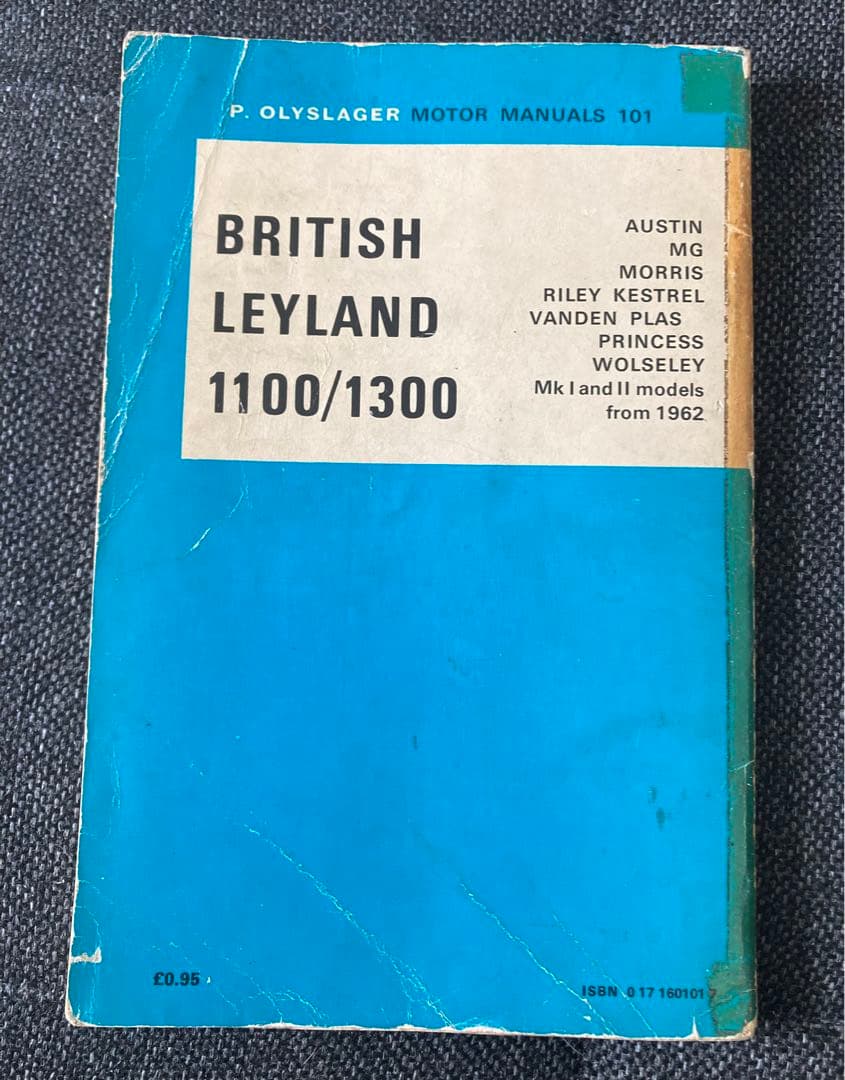 P. OLYSLAGER MOTOR MANUALS 101
BRITISH
LEYLAND
1100/1300
AUSTIN
MG
MORRIS
RILEY KESTREL
VANDEN PLAS
PRINCESS
WOLSELEY
Mk I and II models
from 1962
£0.95
ISBN 0 17 160101 7